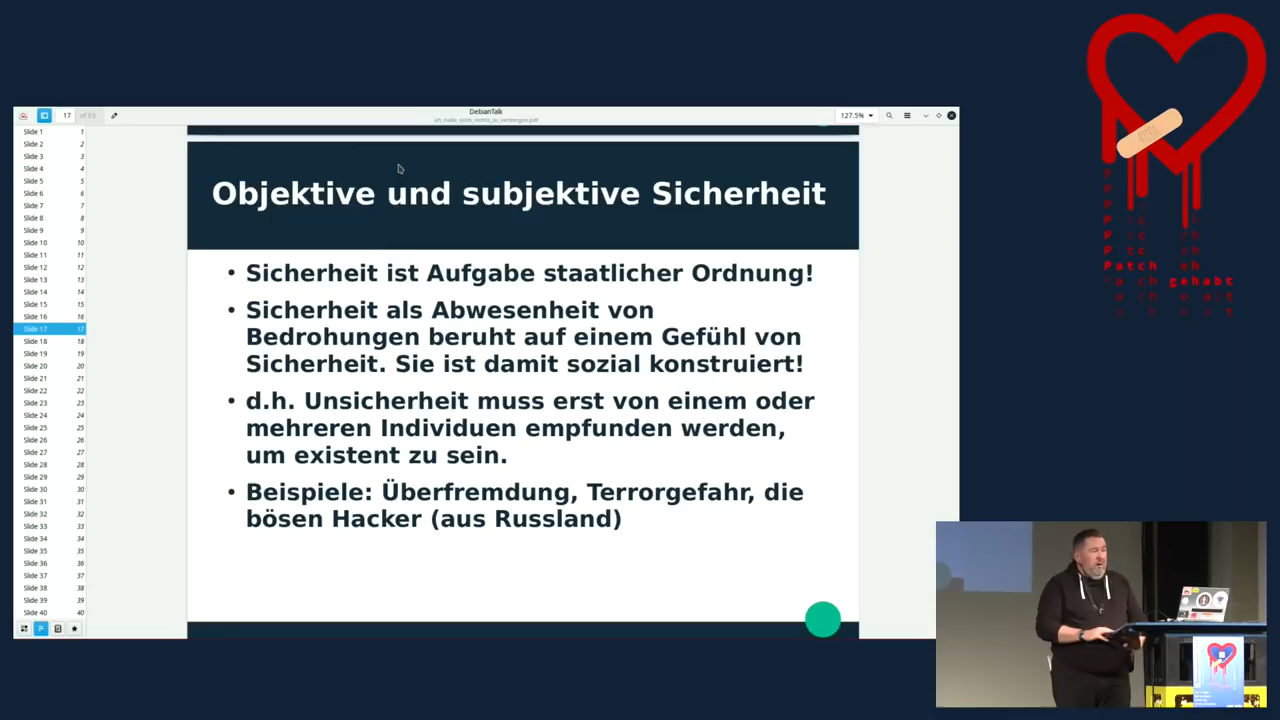 17 of 63
DebianTalk
127.5%
Slide 1 1
Slide 2 2
Slide 3 3
Slide 4 4
Slide 5 5
Slide 6 6
Slide 7 7
Slide 8 8
Slide 9 9
Slide 10 10
Slide 11 11
Slide 12 12
Slide 13 13
Slide 14 14
Slide 15 15
Slide 16 16
Slide 17 17
Slide 18 18
Slide 19 19
Slide 20 20
Slide 21 21
Slide 22 22
Slide 23 23
Slide 24 24
Slide 25 25
Slide 26 26
Slide 27 27
Slide 28 28
Slide 29 29
Slide 30 30
Slide 31 31
Slide 32 32
Slide 33 33
Slide 34 34
Slide 35 35
Slide 36 36
Slide 37 37
Slide 38 38
Slide 39 39
Slide 40 40
Objektive und subjektive Sicherheit
• Sicherheit ist Aufgabe staatlicher Ordnung!
• Sicherheit als Abwesenheit von
Bedrohungen beruht auf einem Gefühl von
Sicherheit. Sie ist damit sozial konstruiert!
• d.h. Unsicherheit muss erst von einem oder
mehreren Individuen empfunden werden,
um existent zu sein.
• Beispiele: Überfremdung, Terrorgefahr, die
bösen Hacker (aus Russland)
Patch eh
gehabt